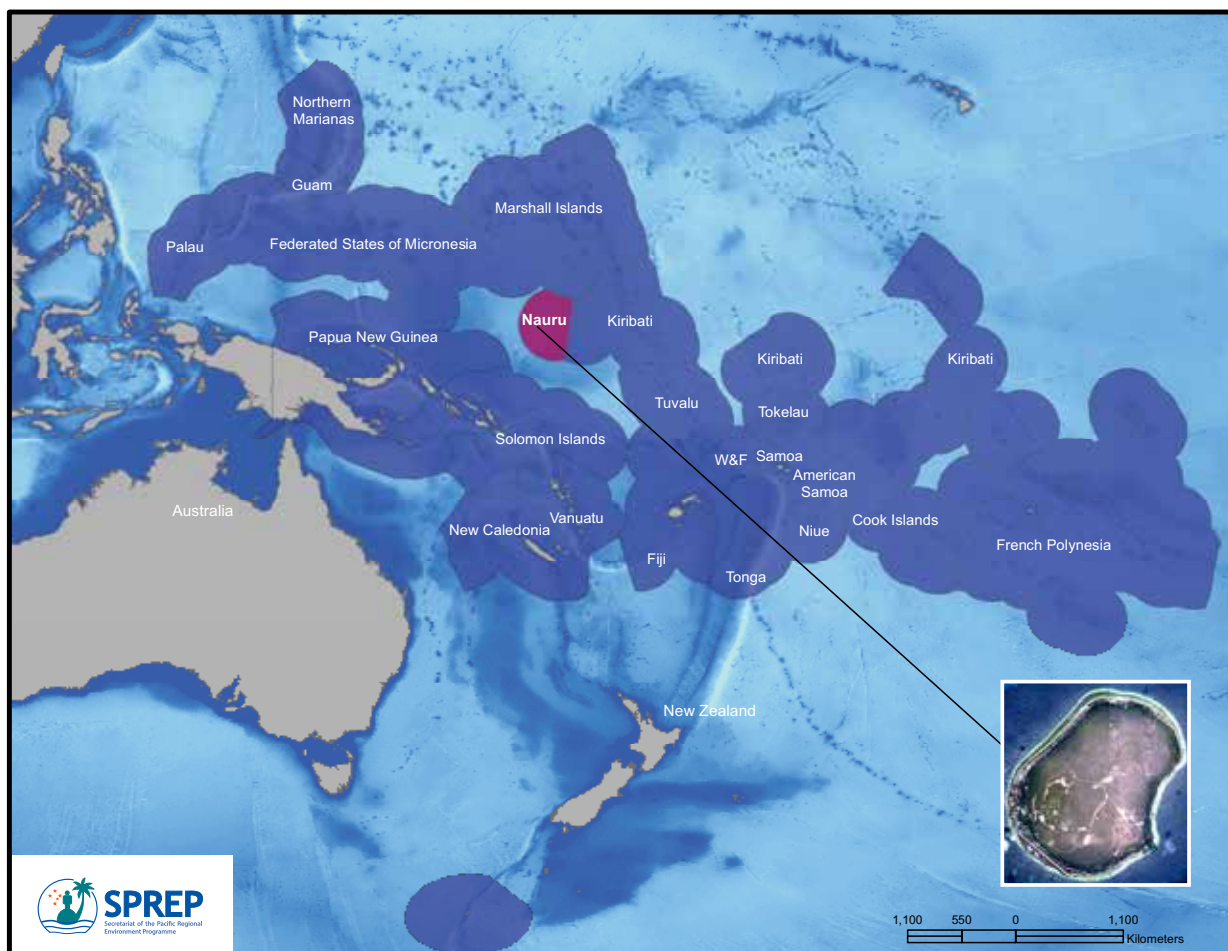 Northern
Marianas
Guam
Marshall Islands
Palau
Federated States of Micronesia
Nauru
Kiribati
Papua New Guinea
Kiribati
Kiribati
Tuvalu
Tokelau
Solomon Islands
W&F
Samoa
American
Samoa
Australia
New Caledonia
Vanuatu
Niue
Cook Islands
French Polynesia
Fiji
Tonga
New Zealand
SPREP
Secretariat of the Pacific Regional
Environment Programme
1,100 550 0 1,100
Kilometers